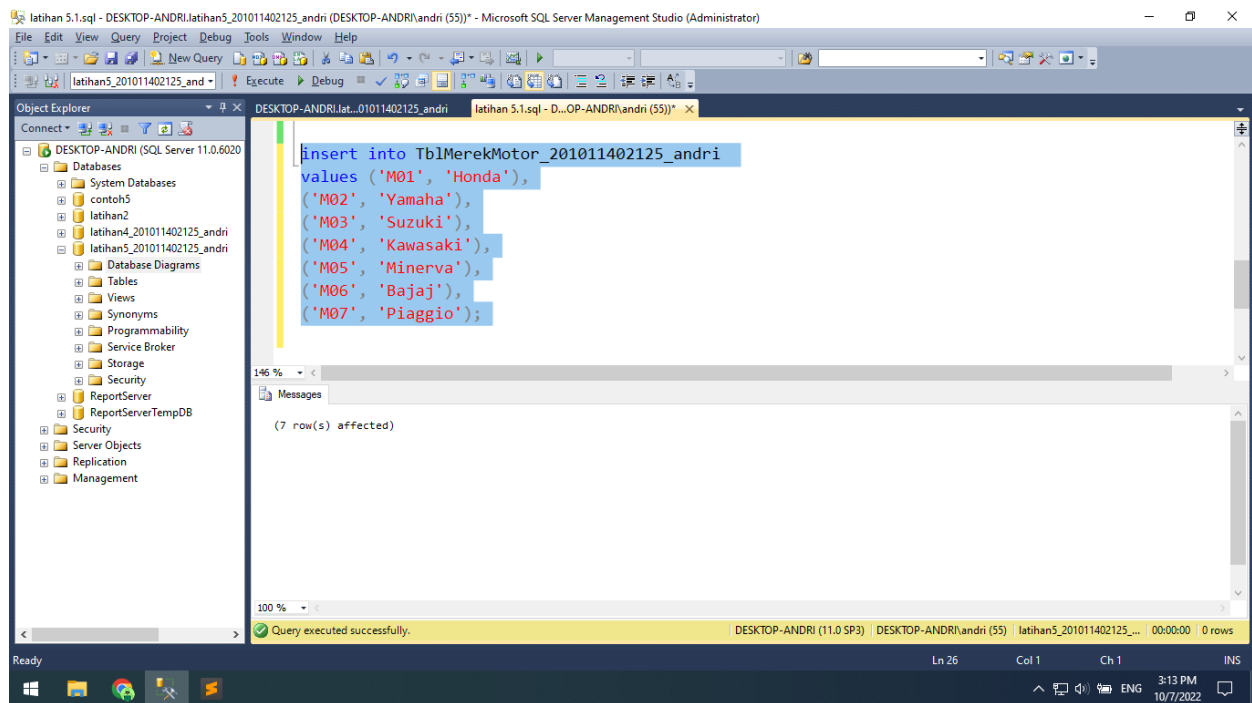 latihan 5.1.sql - DESKTOP-ANDRI.latihan5_201011402125_andri (DESKTOP-ANDRI\andri (55))* - Microsoft SQL Server Management Studio (Administrator)
File Edit View Query Project Debug Tools Window Help
New Query
latihan5_201011402125_and
Execute Debug
Object Explorer
DESKTOP-ANDRI.lat...01011402125_andri
latihan 5.1.sql - D...OP-ANDRI\andri (55))*
Connect
DESKTOP-ANDRI (SQL Server 11.0.6020
Databases
System Databases
contoh5
latihan2
latihan4_201011402125_andri
latihan5_201011402125_andri
Database Diagrams
Tables
Views
Synonyms
Programmability
Service Broker
Storage
Security
ReportServer
ReportServerTempDB
Security
Server Objects
Replication
Management
insert into TblMerekMotor_201011402125_andri
values ('M01', 'Honda'),
('M02', 'Yamaha'),
('M03', 'Suzuki'),
('M04', 'Kawasaki'),
('M05', 'Minerva'),
('M06', 'Bajaj'),
('M07', 'Piaggio');
146 %
Messages
(7 row(s) affected)
100 %
Query executed successfully.
DESKTOP-ANDRI (11.0 SP3) DESKTOP-ANDRI\andri (55) latihan5_201011402125_... 00:00:00 0 rows
Ready
Ln 26 Col 1 Ch 1 INS
ENG
3:13 PM
10/7/2022